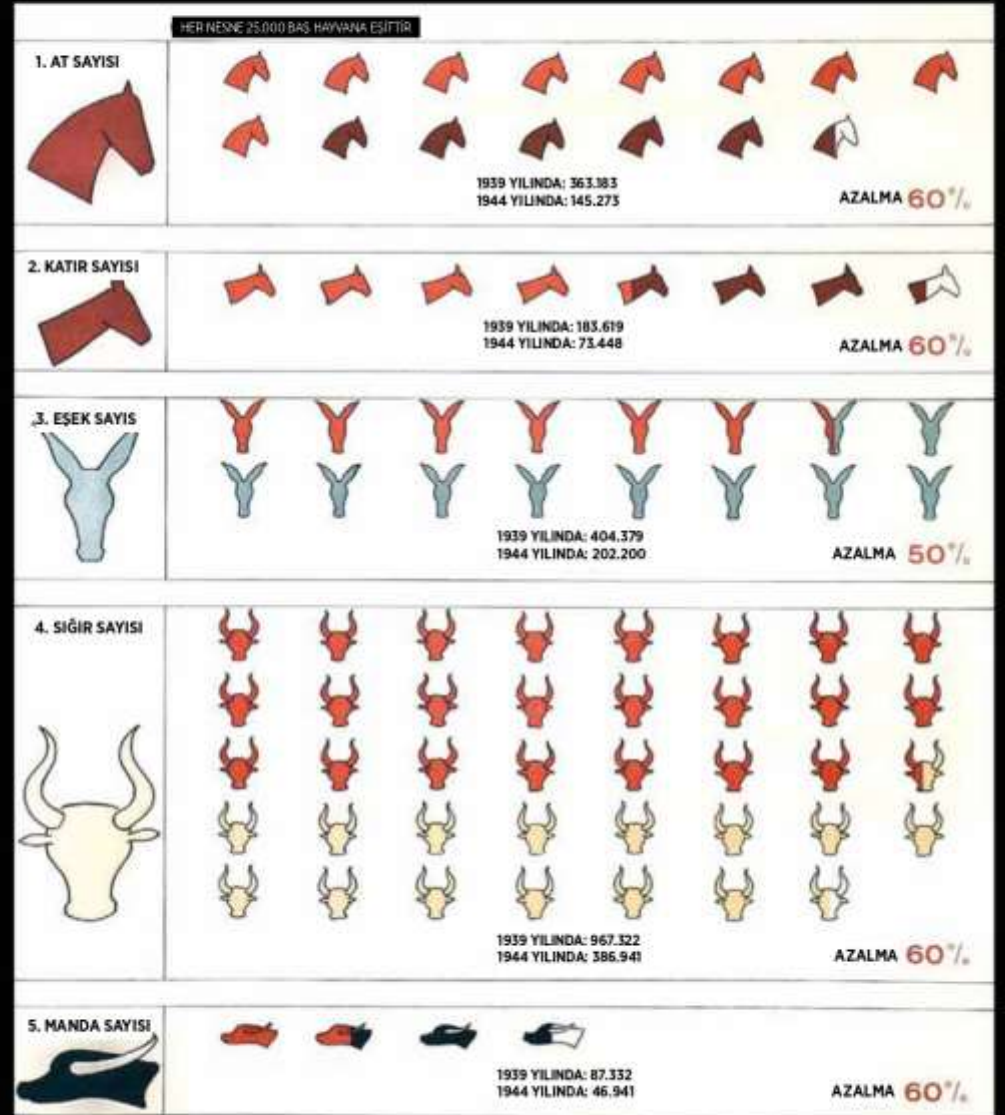 HER NESNE 25.000 BAŞ HAYVANA EŞİTTİR
1. AT SAYISI
1939 YILINDA: 363.183
1944 YILINDA: 145.273
AZALMA 60%
2. KATIR SAYISI
1939 YILINDA: 183.619
1944 YILINDA: 73.448
AZALMA 60%
3. EŞEK SAYIS
1939 YILINDA: 404.379
1944 YILINDA: 202.200
AZALMA 50%
4. SIĞIR SAYISI
1939 YILINDA: 967.322
1944 YILINDA: 386.941
AZALMA 60%
5. MANDA SAYISI
1939 YILINDA: 87.332
1944 YILINDA: 46.941
AZALMA 60%